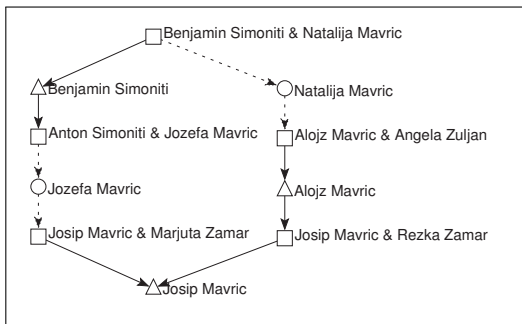 Benjamin Simoniti & Natalija Mavric
Benjamin Simoniti
Natalija Mavric
Anton Simoniti & Jozefa Mavric
Alojz Mavric & Angela Zuljan
Jozefa Mavric
Alojz Mavric
Josip Mavric & Marjuta Zamar
Josip Mavric & Rezka Zamar
Josip Mavric